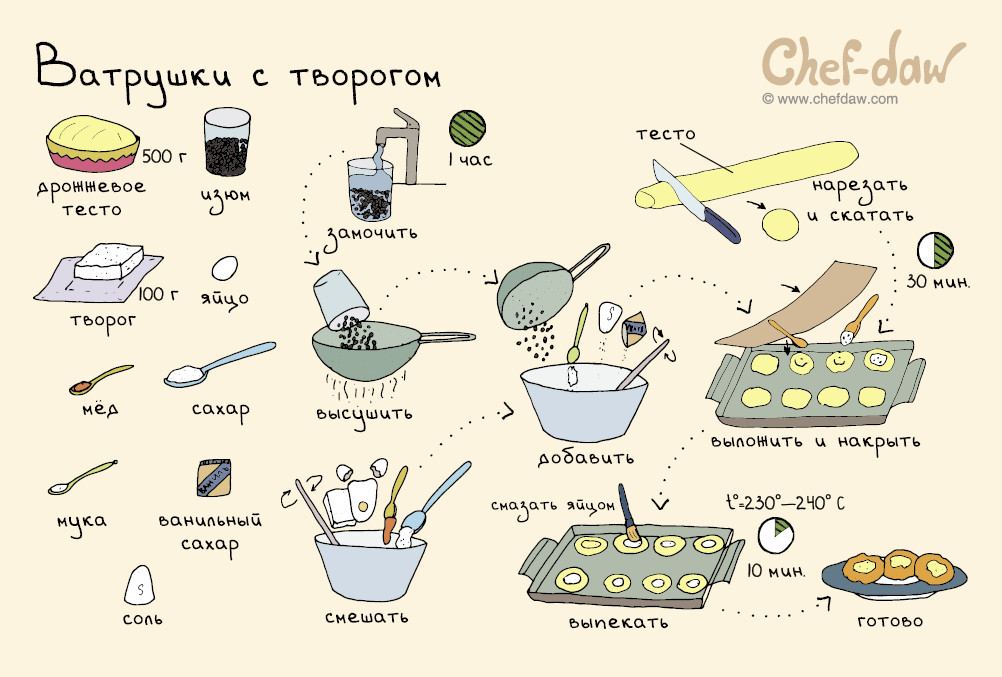 Ватрушки с творогом
Chef-daw
© www.chefdaw.com
500 г
дрожжевое
тесто
изюм
100 г
творог
яйцо
мёд
сахар
мука
ВАНИЛЬ
ванильный
сахар
S
соль
1 час
замочить
высушить
смешать
S
добавить
тесто
нарезать
и скатать
30 мин.
выложить и накрыть
смазать яйцом
t°=230°—240° С
10 мин.
выпекать
готово